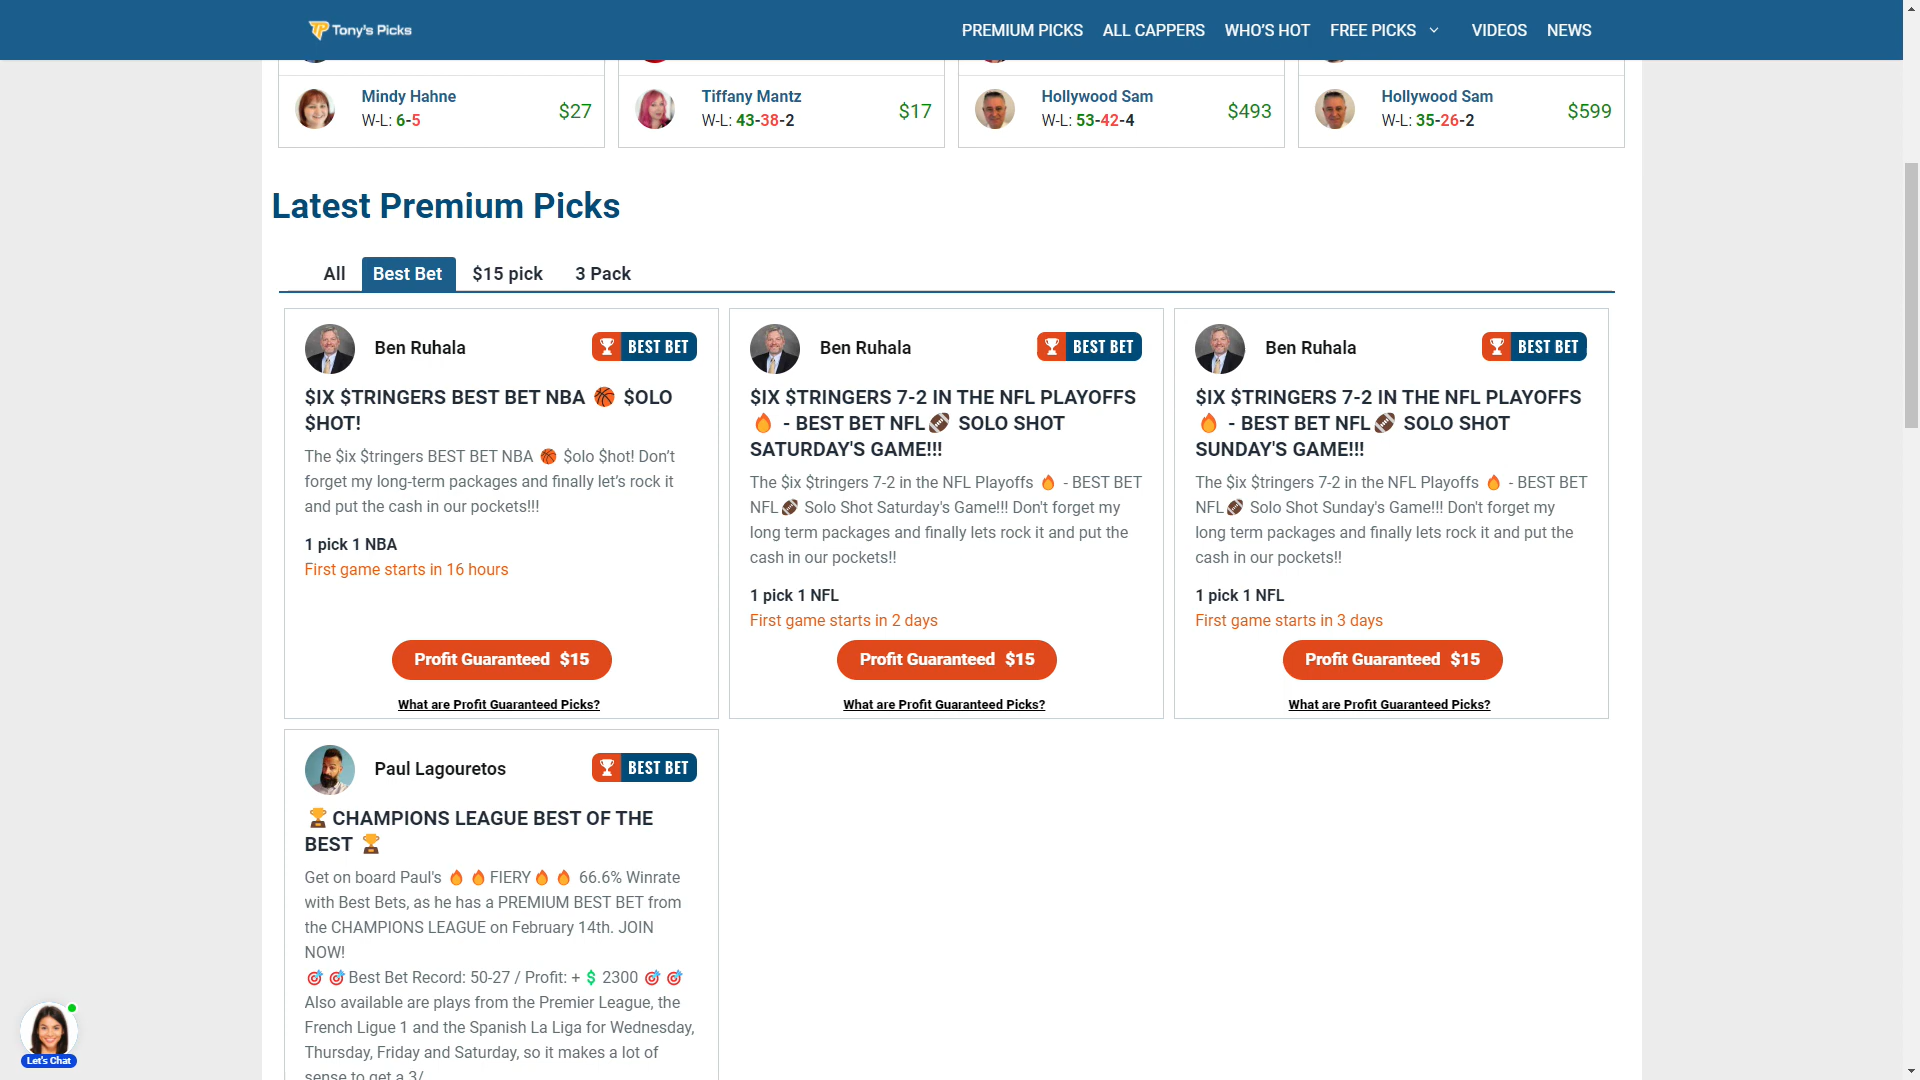 Tony's Picks
PREMIUM PICKS ALL CAPPERS WHO'S HOT FREE PICKS VIDEOS NEWS
Mindy Hahne
W-L: 6-5
$27
Tiffany Mantz
W-L: 43-38-2
$17
Hollywood Sam
W-L: 53-42-4
$493
Hollywood Sam
W-L: 35-26-2
$599
Latest Premium Picks
All Best Bet $15 pick 3 Pack
Ben Ruhala
BEST BET
$IX $TRINGERS BEST BET NBA 🏀 $OLO
$HOT!
The $ix $tringers BEST BET NBA 🏀 $olo $hot! Don’t
forget my long-term packages and finally let’s rock it
and put the cash in our pockets!!!
1 pick 1 NBA
First game starts in 16 hours
Profit Guaranteed $15
What are Profit Guaranteed Picks?
Ben Ruhala
BEST BET
$IX $TRINGERS 7-2 IN THE NFL PLAYOFFS
🔥 - BEST BET NFL🏈 SOLO SHOT
SATURDAY'S GAME!!!
The $ix $tringers 7-2 in the NFL Playoffs 🔥 - BEST BET
NFL🏈 Solo Shot Saturday's Game!!! Don't forget my
long term packages and finally lets rock it and put the
cash in our pockets!!
1 pick 1 NFL
First game starts in 2 days
Profit Guaranteed $15
What are Profit Guaranteed Picks?
Ben Ruhala
BEST BET
$IX $TRINGERS 7-2 IN THE NFL PLAYOFFS
🔥 - BEST BET NFL🏈 SOLO SHOT
SUNDAY'S GAME!!!
The $ix $tringers 7-2 in the NFL Playoffs 🔥 - BEST BET
NFL🏈 Solo Shot Sunday's Game!!! Don't forget my
long term packages and finally lets rock it and put the
cash in our pockets!!
1 pick 1 NFL
First game starts in 3 days
Profit Guaranteed $15
What are Profit Guaranteed Picks?
Paul Lagouretos
BEST BET
🏆CHAMPIONS LEAGUE BEST OF THE
BEST 🏆
Get on board Paul's 🔥🔥FIERY🔥🔥 66.6% Winrate
with Best Bets, as he has a PREMIUM BEST BET from
the CHAMPIONS LEAGUE on February 14th. JOIN
NOW!
🎯🎯Best Bet Record: 50-27 / Profit: +💲2300 🎯🎯
Also available are plays from the Premier League, the
French Ligue 1 and the Spanish La Liga for Wednesday,
Thursday, Friday and Saturday, so it makes a lot of
sense to get a 3/
Let's Chat